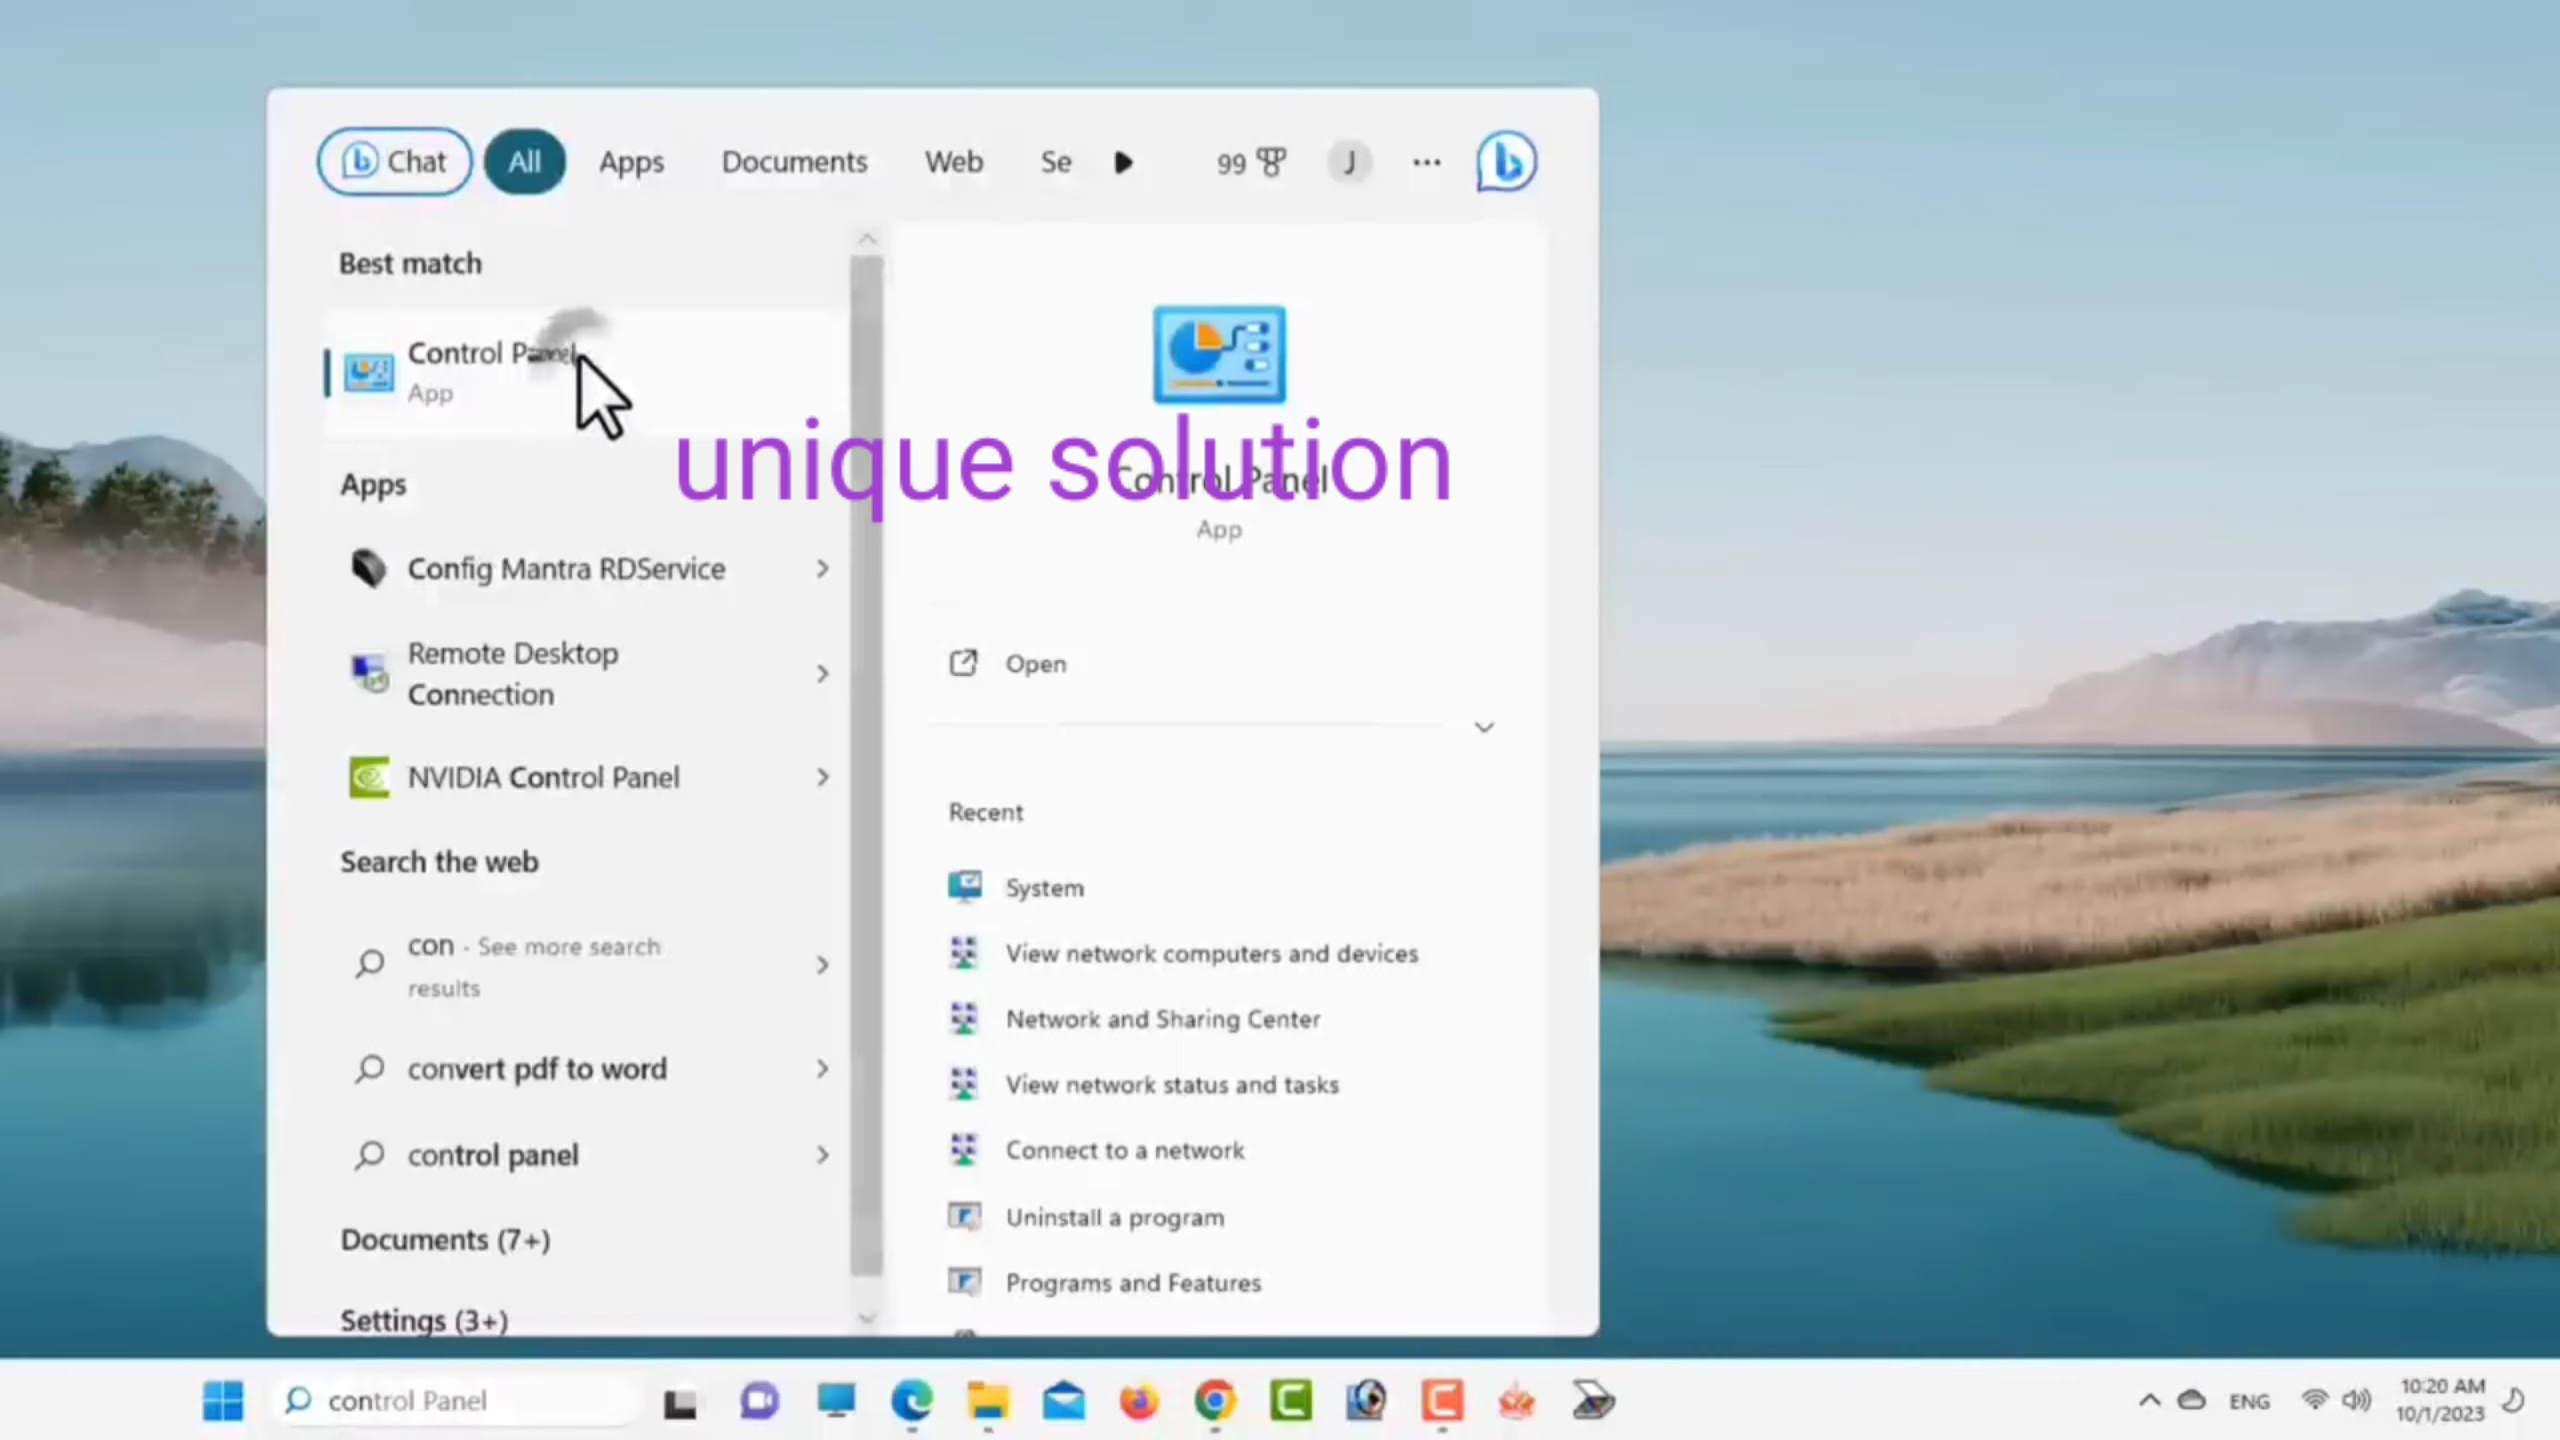 Chat
All
Apps
Documents
Web
Se
99
J
Best match
Control Panel
App
unique solution
Control Panel
App
Apps
Config Mantra RDService
Remote Desktop
Connection
NVIDIA Control Panel
Search the web
con - See more search
results
convert pdf to word
control panel
Documents (7+)
Settings (3+)
Open
Recent
System
View network computers and devices
Network and Sharing Center
View network status and tasks
Connect to a network
Uninstall a program
Programs and Features
control Panel
ENG
10:20 AM
10/1/2023